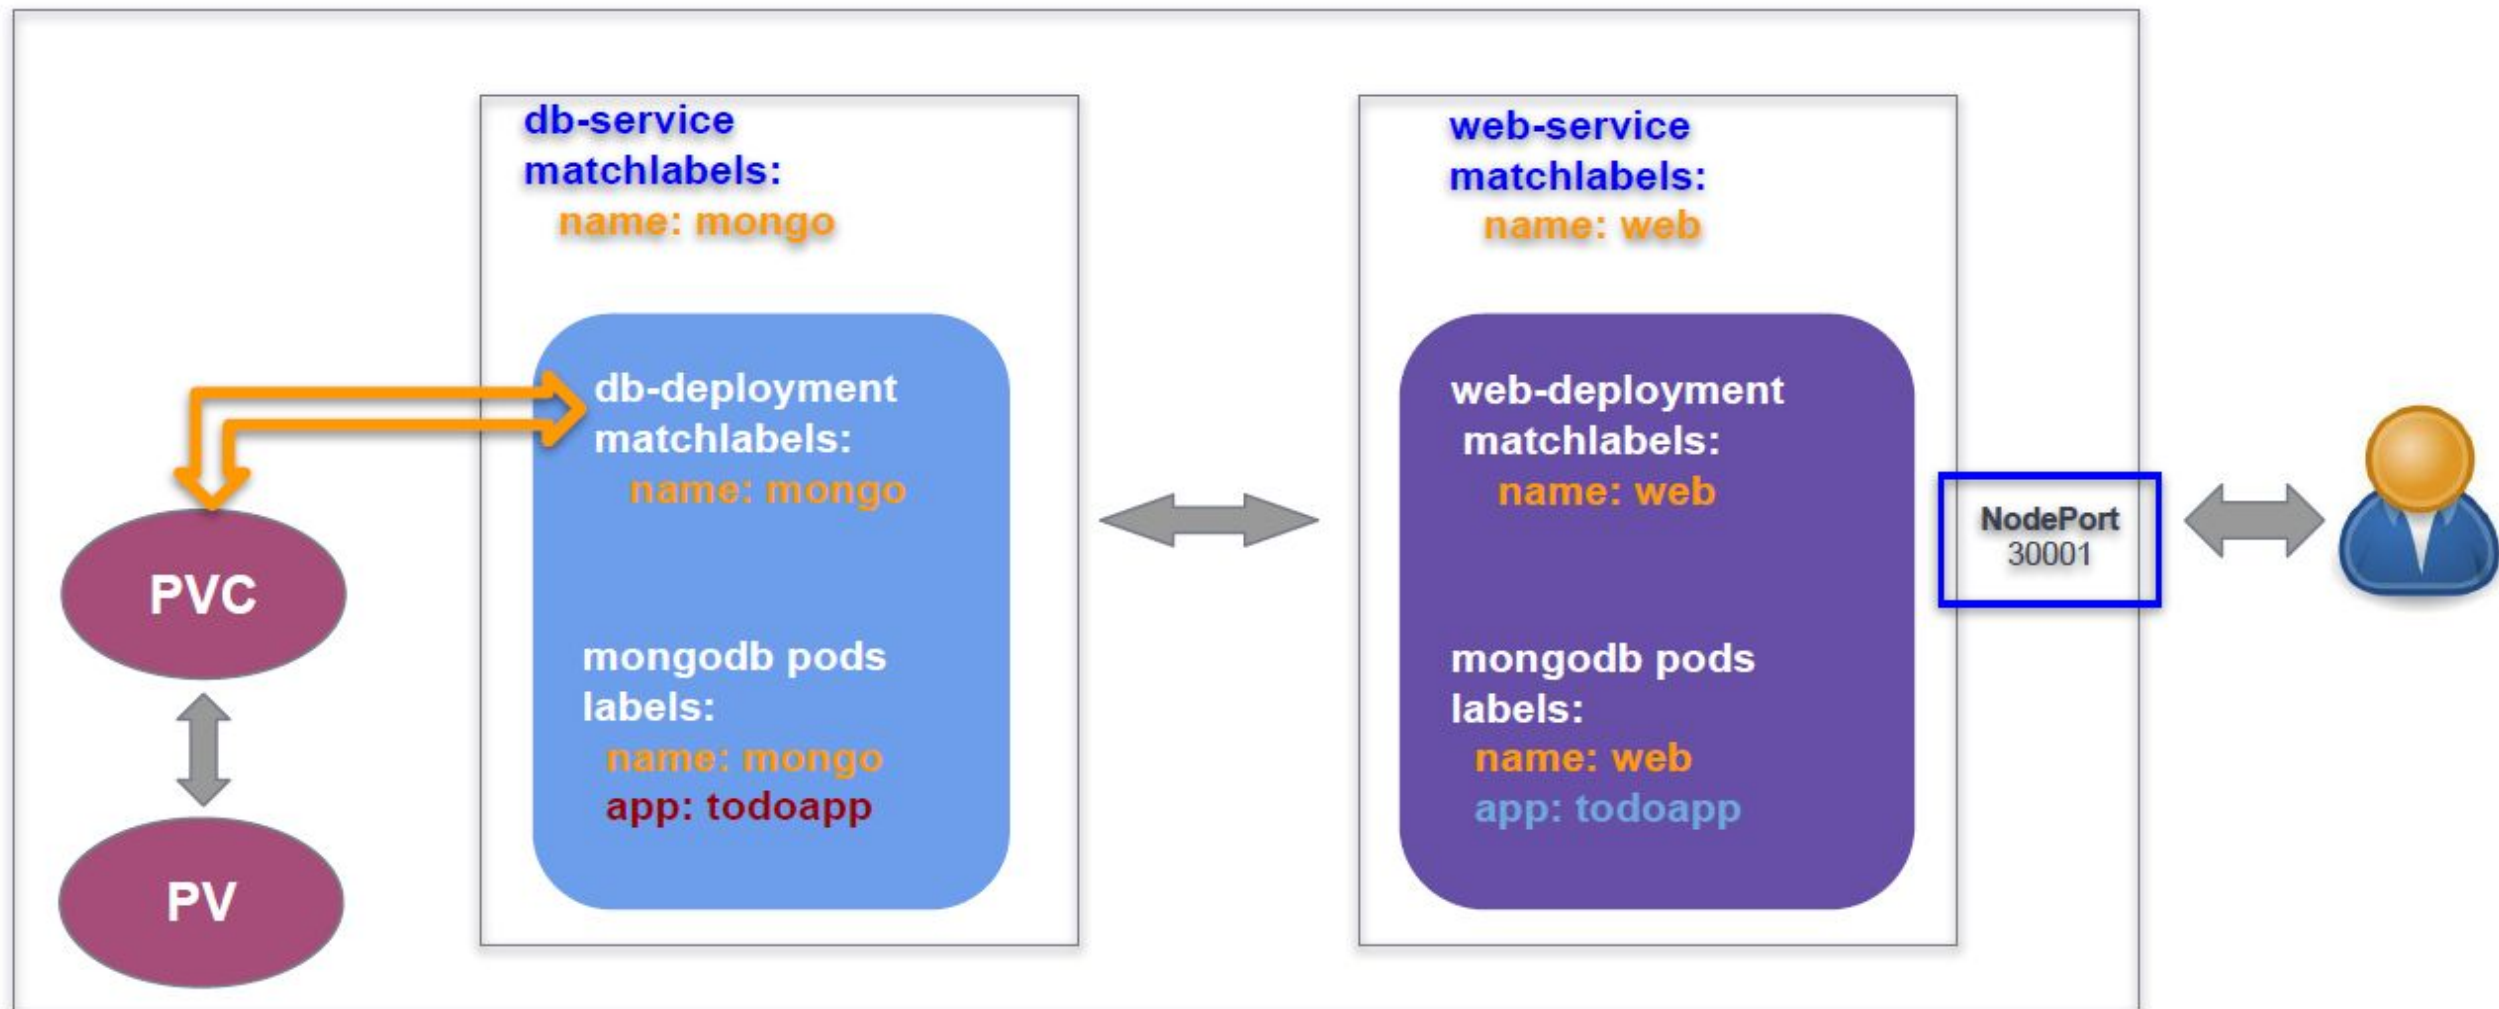 db-service
matchlabels:
name: mongo
db-deployment
matchlabels:
name: mongo
mongodb pods
labels:
name: mongo
app: todoapp
web-service
matchlabels:
name: web
web-deployment
matchlabels:
name: web
mongodb pods
labels:
name: web
app: todoapp
NodePort
30001
PVC
PV